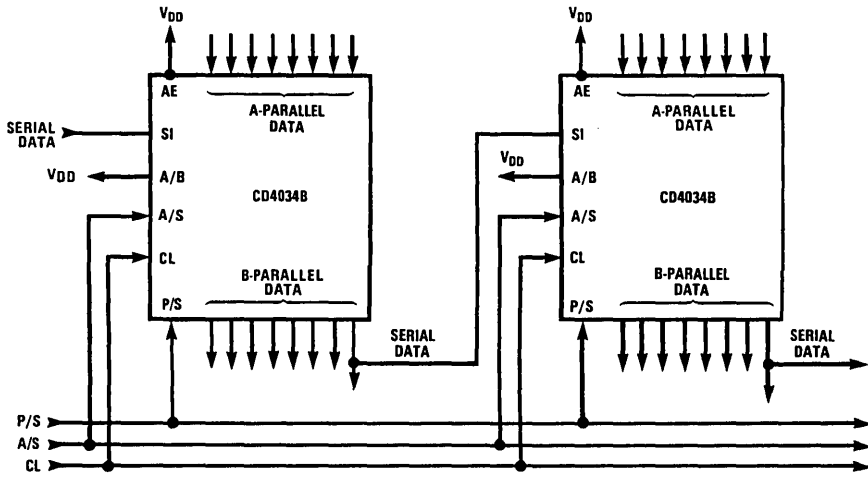 VDD
VDD
AE
A-PARALLEL
DATA
AE
A-PARALLEL
DATA
SERIAL
DATA
SI
SI
VDD
A/B
VDD
A/B
CD4034B
CD4034B
A/S
A/S
CL
CL
B-PARALLEL
DATA
B-PARALLEL
DATA
P/S
P/S
SERIAL
DATA
SERIAL
DATA
P/S
A/S
CL